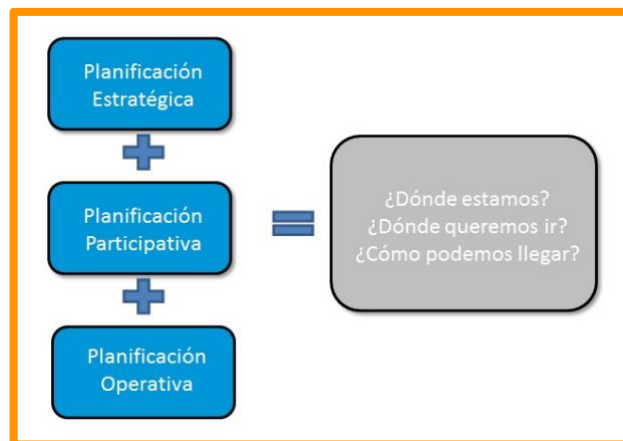 Planificación
Estratégica
Planificación
Participativa
Planificación
Operativa
¿Dónde estamos?
¿Dónde queremos ir?
¿Cómo podemos llegar?